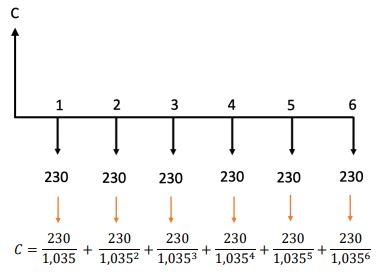 C
1 2 3 4 5 6
230 230 230 230 230 230
C = 230/1,035 + 230/1,035² + 230/1,035³ + 230/1,035⁴ + 230/1,035⁵ + 230/1,035⁶